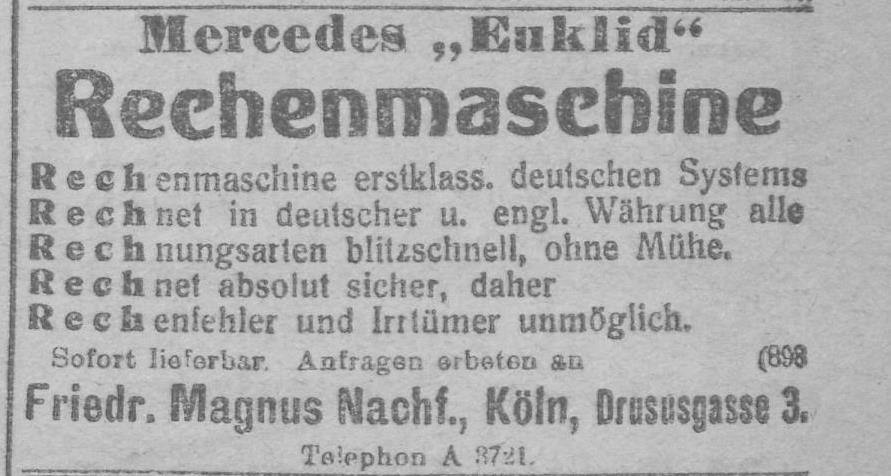 Mercedes „Euklid“
Rechenmaschine
Rechenmaschine erstklass. deutschen Systems
Rechnet in deutscher u. engl. Währung alle
Rechnungsarten blitzschnell, ohne Mühe.
Rechnet absolut sicher, daher
Rechenfehler und Irrtümer unmöglich.
Sofort lieferbar. Anfragen erbeten an (898
Friedr. Magnus Nachf., Köln, Drususgasse 3.
Telephon A 3721.